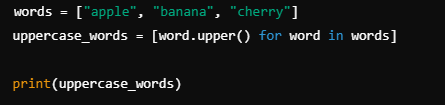 words = ["apple", "banana", "cherry"]
uppercase_words = [word.upper() for word in words]
print(uppercase_words)